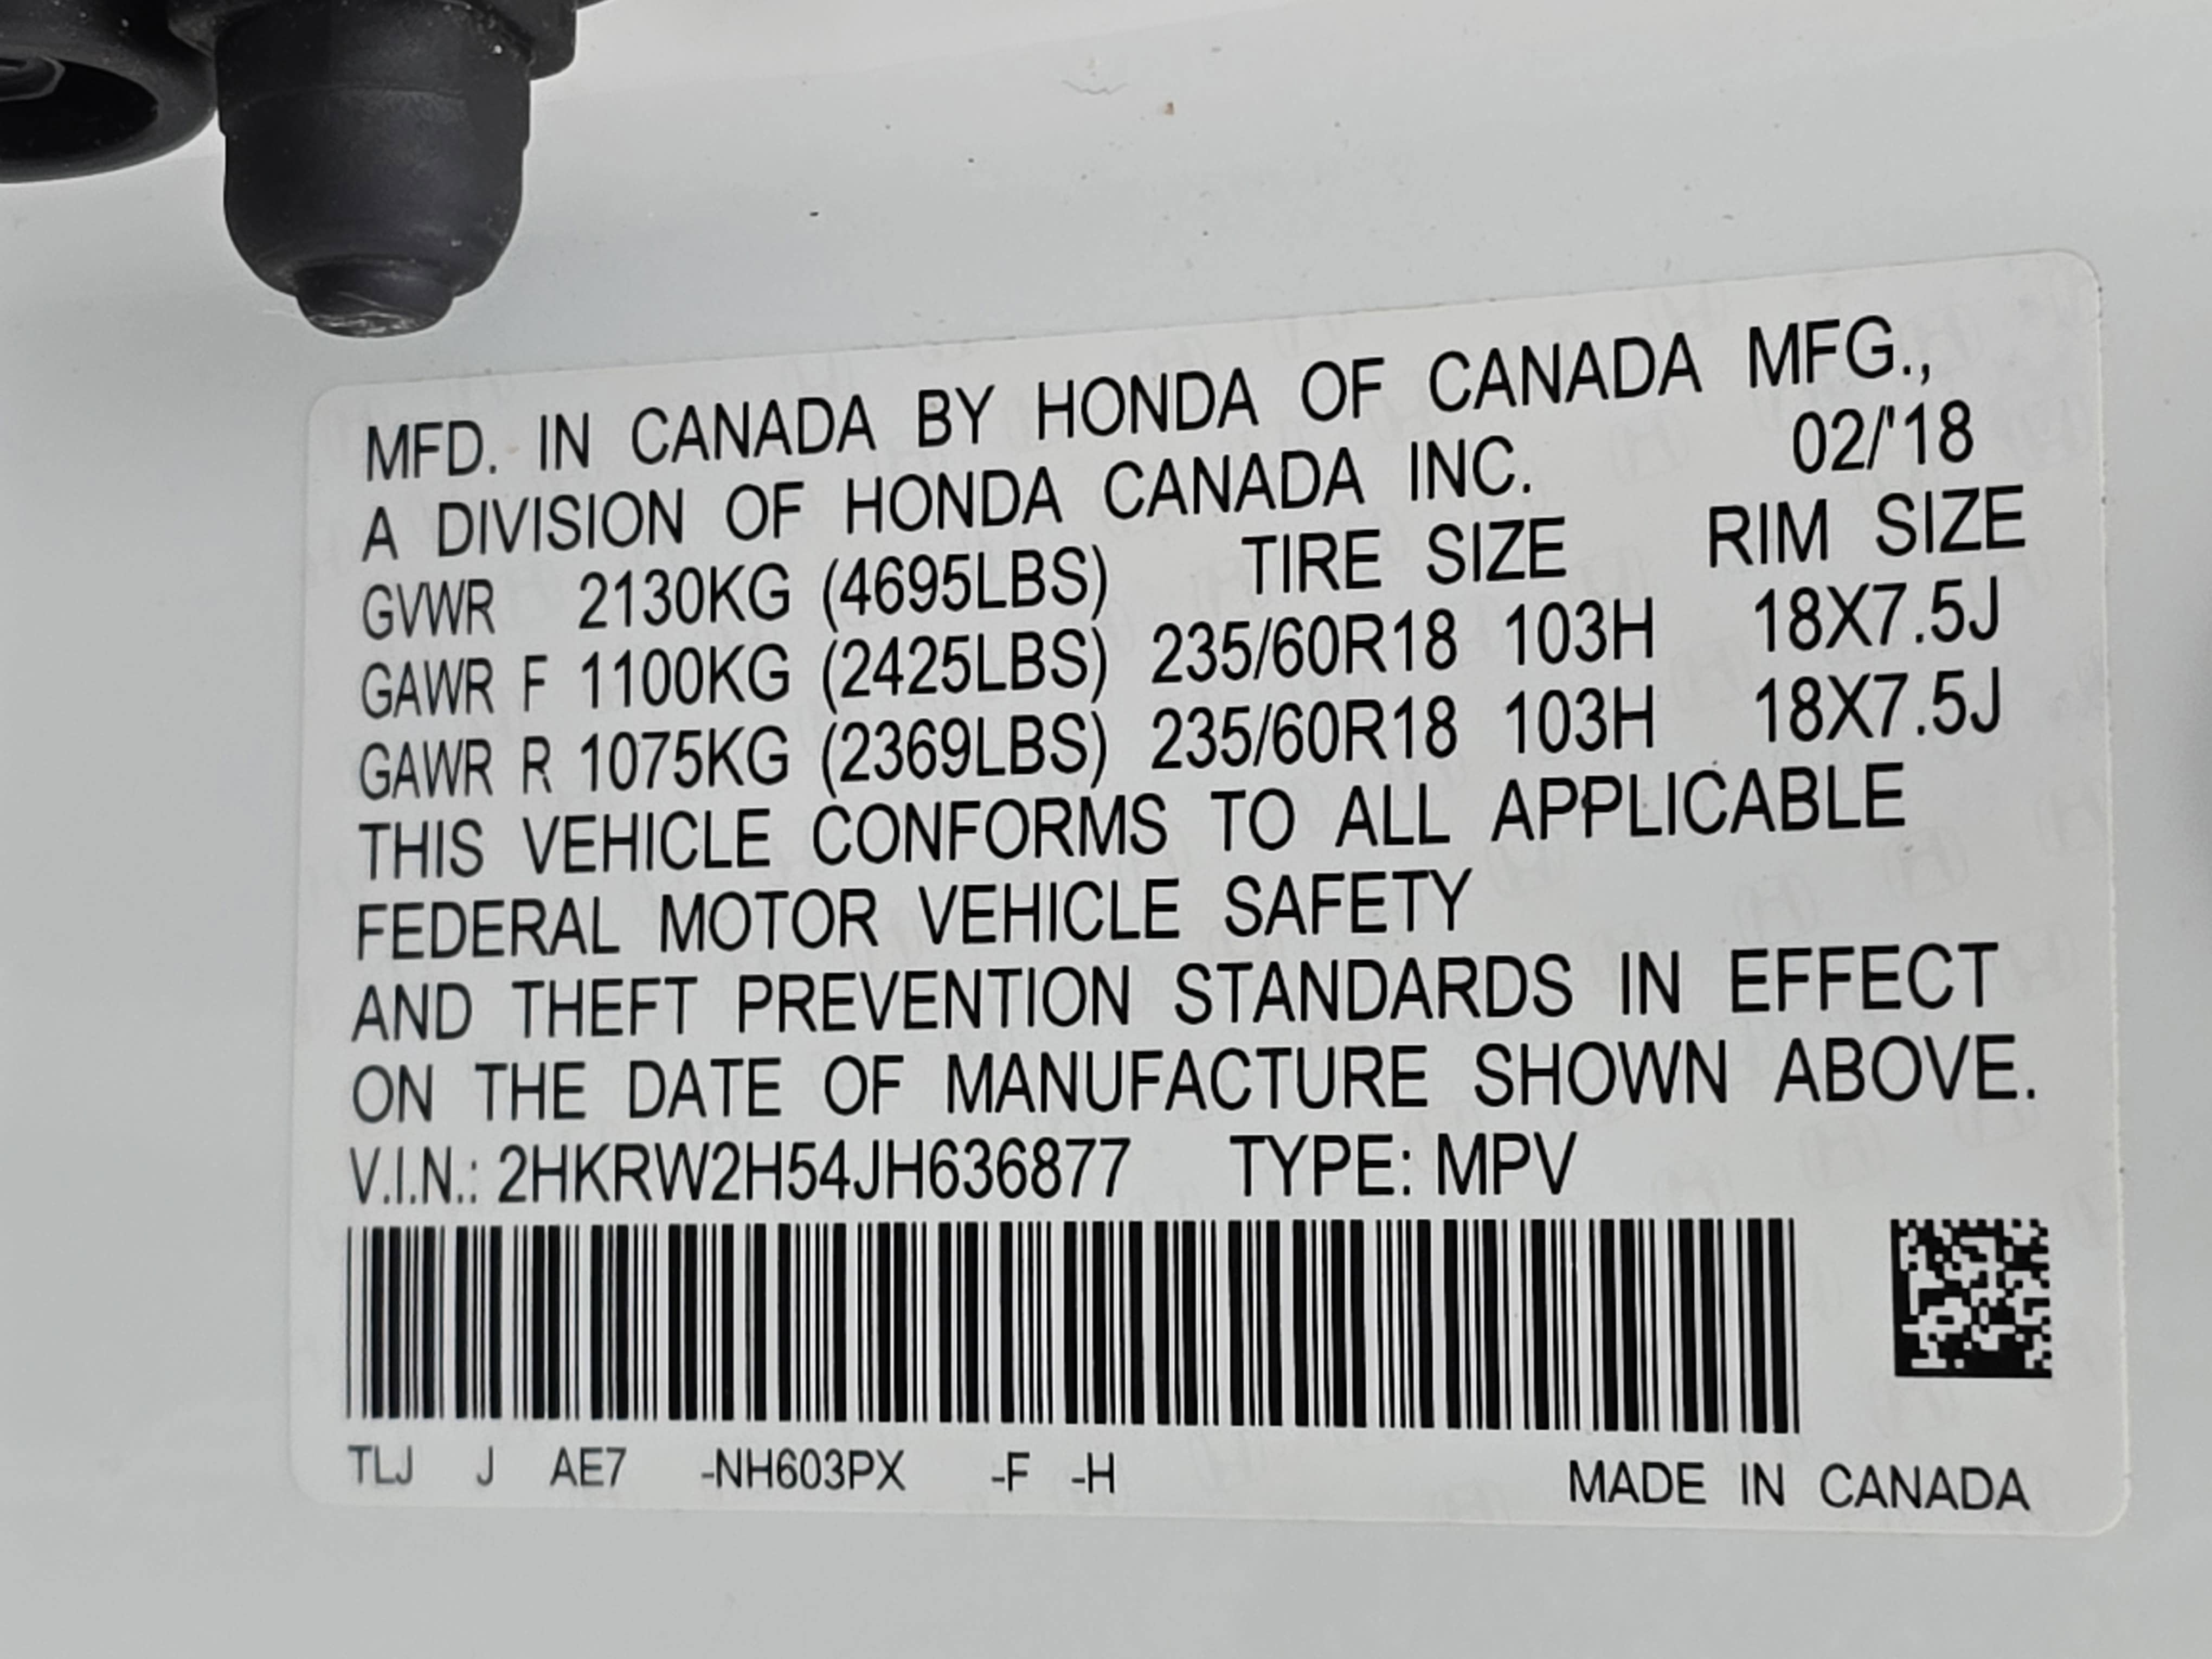 MFD. IN CANADA BY HONDA OF CANADA MFG.,
A DIVISION OF HONDA CANADA INC. 02/'18
GVWR 2130KG (4695LBS) TIRE SIZE RIM SIZE
GAWR F 1100KG (2425LBS) 235/60R18 103H 18X7.5J
GAWR R 1075KG (2369LBS) 235/60R18 103H 18X7.5J
THIS VEHICLE CONFORMS TO ALL APPLICABLE
FEDERAL MOTOR VEHICLE SAFETY
AND THEFT PREVENTION STANDARDS IN EFFECT
ON THE DATE OF MANUFACTURE SHOWN ABOVE.
V.I.N.: 2HKRW2H54JH636877 TYPE: MPV
TLJ J AE7 -NH603PX -F -H MADE IN CANADA